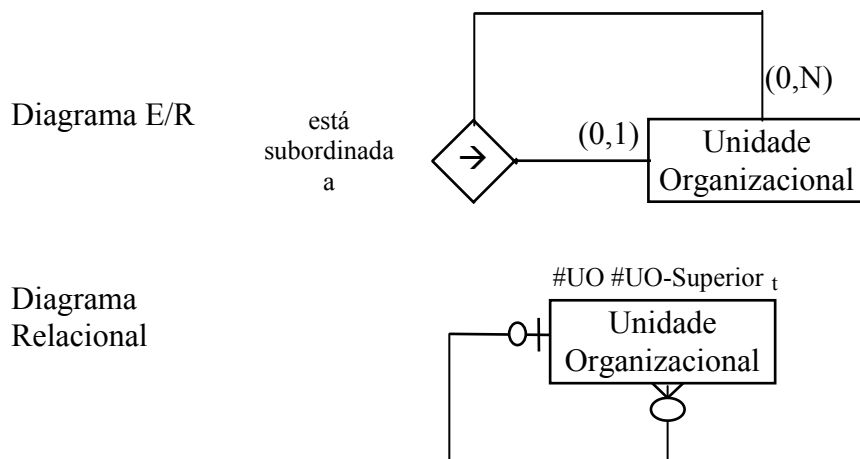 Diagrama E/R
está
subordinada
a
→
(0,N)
(0,1)
Unidade
Organizacional
Diagrama
Relacional
#UO #UO-Superior t
Unidade
Organizacional